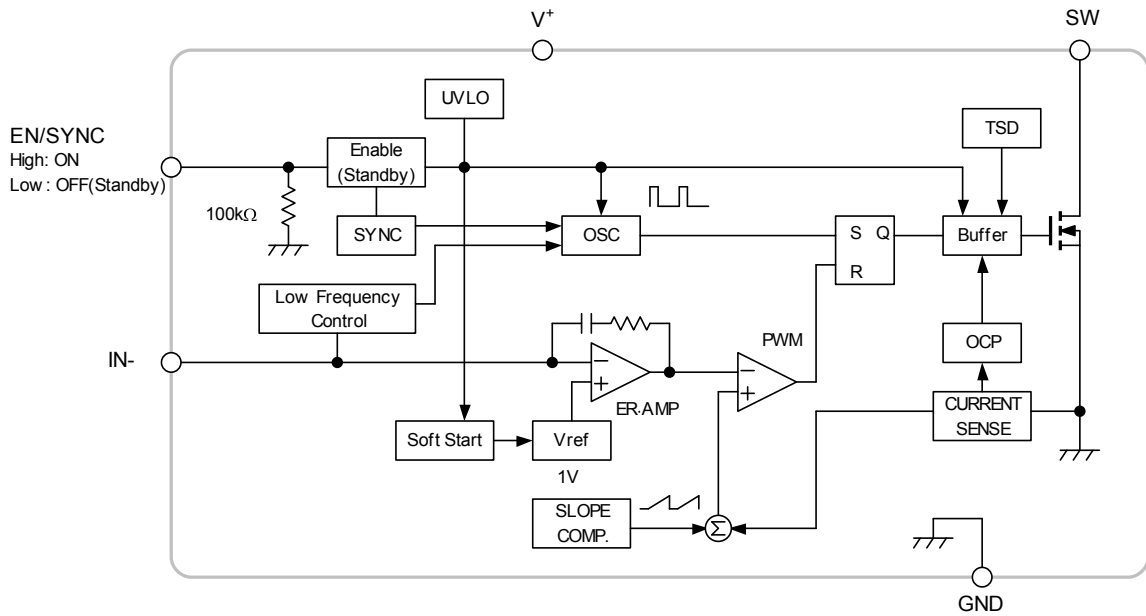 V+
SW
UVLO
TSD
EN/SYNC
High: ON
Low : OFF(Standby)
Enable
(Standby)
100kΩ
SYNC
OSC
S Q
R
Buffer
Low Frequency
Control
IN-
PWM
OCP
−
+
ER·AMP
−
+
CURRENT
SENSE
Soft Start
Vref
1V
SLOPE
COMP.
Σ
GND